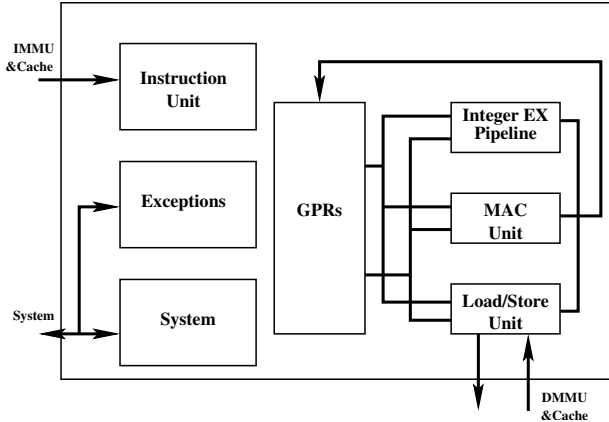 IMMU
&Cache
Instruction
Unit
Integer EX
Pipeline
Exceptions
GPRs
MAC
Unit
System
System
Load/Store
Unit
DMMU
&Cache